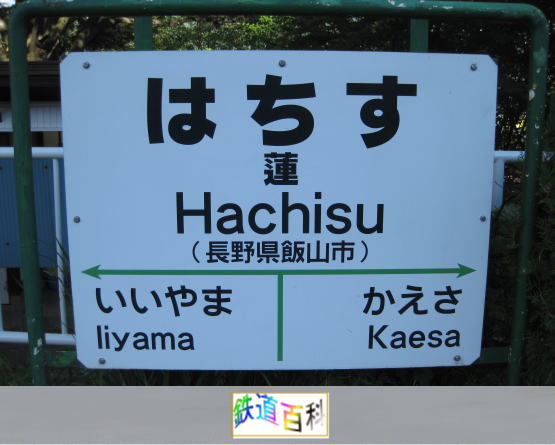 はちす
蓮
Hachisu
（長野県飯山市）
いいやま かえさ
Iiyama Kaesa
鉄道百科